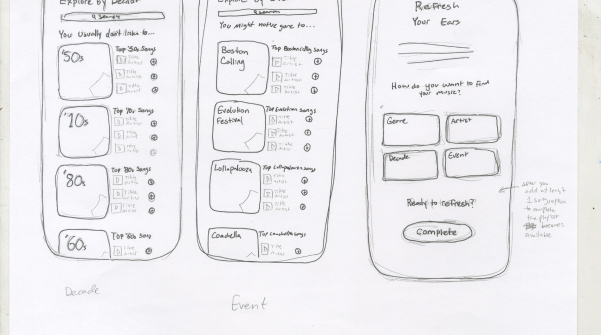 Explore by Decade
Search
You Usually don't listen to...
'50s
Top '50s Songs
Title
Artist
Title
Artist
Title
Artist
'10s
Top '10s Songs
Title
Artist
Title
Artist
Title
Artist
'80s
Top '80s Songs
Title
Artist
Title
Artist
Title
Artist
'60s
Top '60s Songs
Title
Artist
Decade
Explore by
Search
You might not've gone to...
Boston
Calling
Top Boston Calling songs
Title
Artist
Title
Artist
Title
Artist
Evolution
Festival
Top Evolution songs
Title
Artist
Title
Artist
Title
Artist
Lollapalooza
Top Lollapalooza songs
Title
Artist
Title
Artist
Title
Artist
Coachella
Top Coachella songs
Title
Artist
Event
Refresh
Your Ears
How do you want to find
your music?
Genre
Artist
Decade
Event
Ready to refresh?
Complete
after you
add at least
1 song
to complete
the playlist
becomes
available